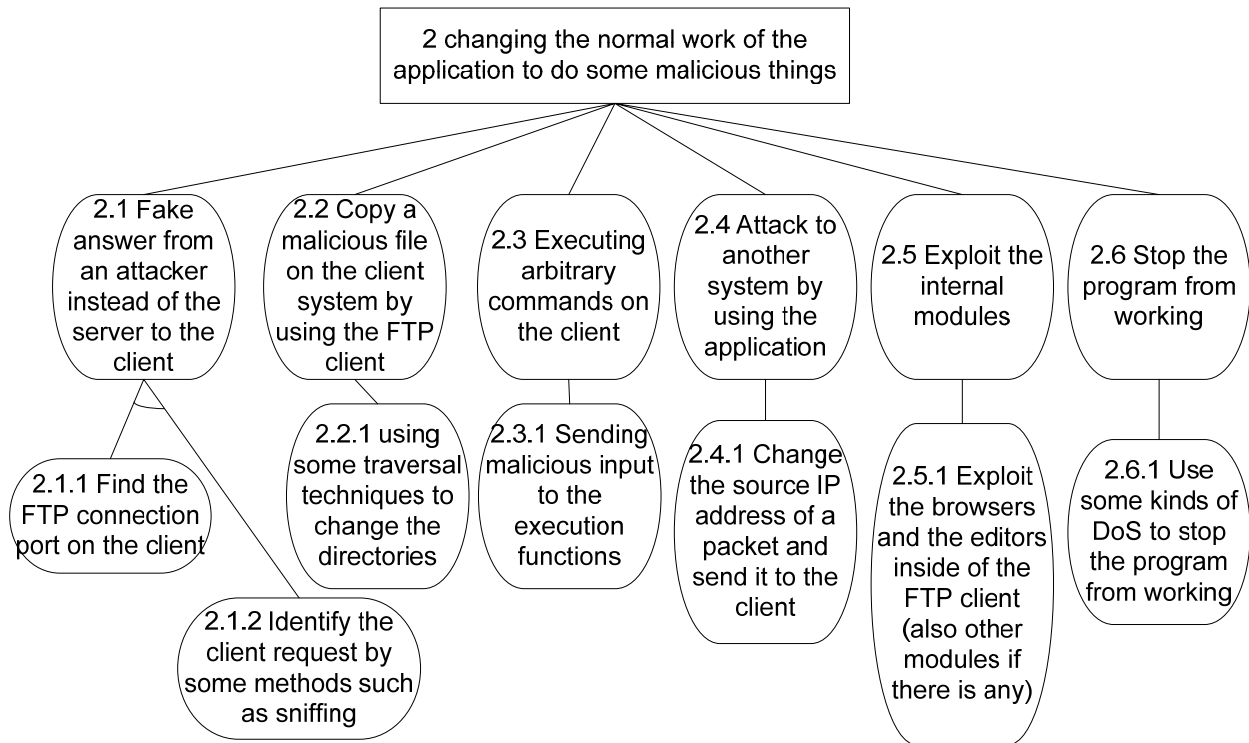 2 changing the normal work of the
application to do some malicious things
2.1 Fake
answer from
an attacker
instead of the
server to the
client
2.2 Copy a
malicious file
on the client
system by
using the FTP
client
2.3 Executing
arbitrary
commands on
the client
2.4 Attack to
another
system by
using the
application
2.5 Exploit the
internal
modules
2.6 Stop the
program from
working
2.1.1 Find the
FTP connection
port on the client
2.1.2 Identify the
client request by
some methods such
as sniffing
2.2.1 using
some traversal
techniques to
change the
directories
2.3.1 Sending
malicious input
to the
execution
functions
2.4.1 Change
the source IP
address of a
packet and
send it to the
client
2.5.1 Exploit
the browsers
and the editors
inside of the
FTP client
(also other
modules if
there is any)
2.6.1 Use
some kinds of
DoS to stop
the program
from working